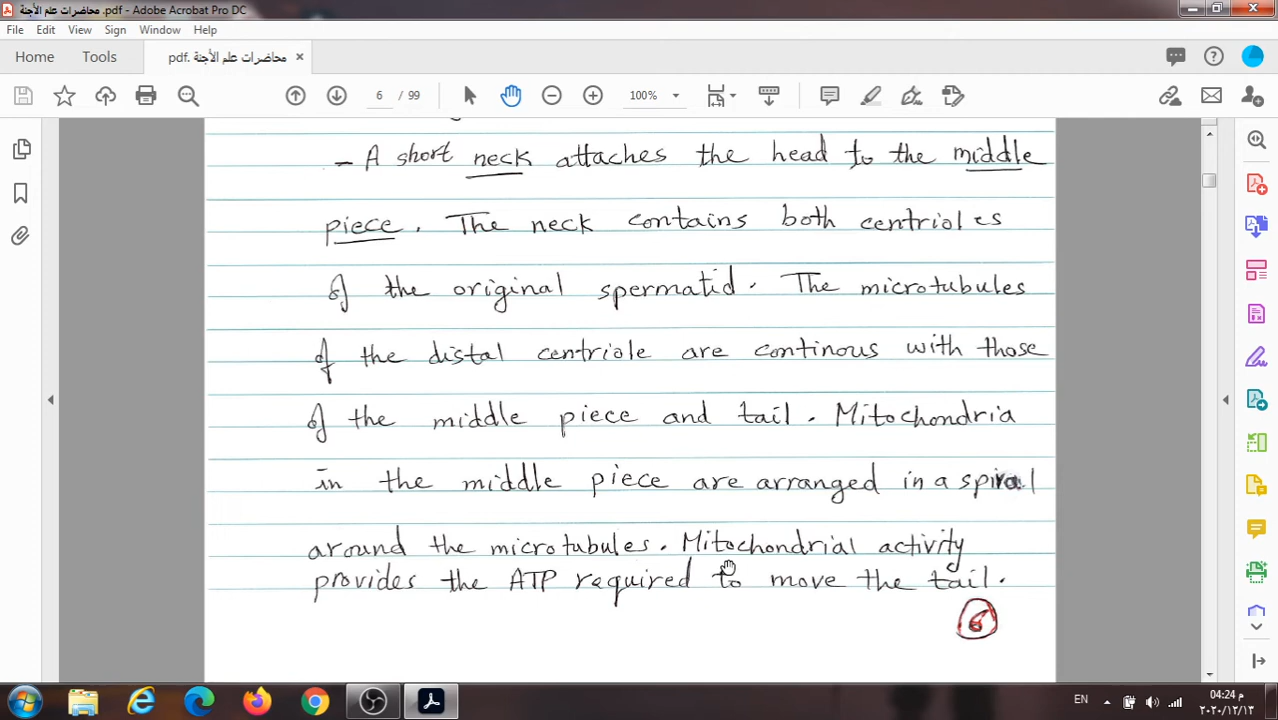 محاضرات علم الأجنة.pdf - Adobe Acrobat Pro DC
File Edit View Sign Window Help
Home Tools محاضرات علم الأجنة.pdf ×
6 / 99 100%
- A short neck attaches the head to the middle
piece. The neck contains both centrioles
of the original spermatid. The microtubules
of the distal centriole are continous with those
of the middle piece and tail. Mitochondria
in the middle piece are arranged in a spiral
around the microtubules. Mitochondrial activity
provides the ATP required to move the tail.
6
EN 04:24 م
٢٠٢٠/١٢/١٣